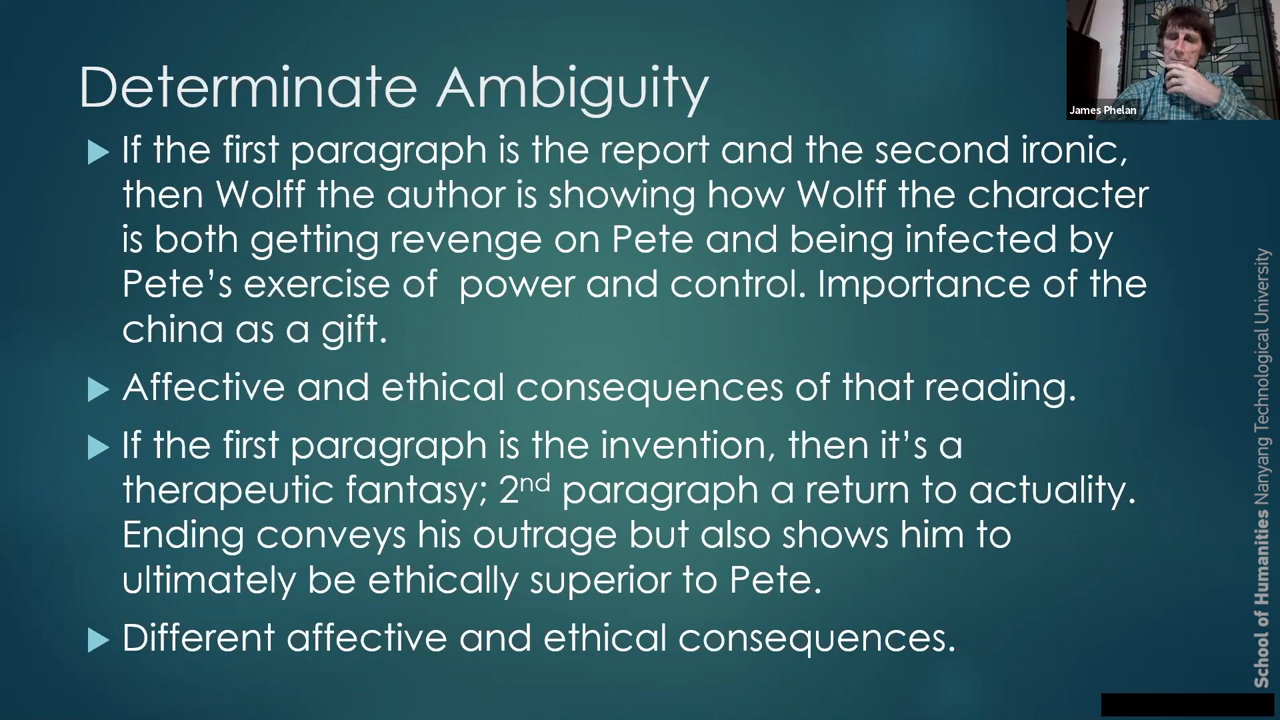 Determinate Ambiguity
If the first paragraph is the report and the second ironic,
then Wolff the author is showing how Wolff the character
is both getting revenge on Pete and being infected by
Pete’s exercise of  power and control. Importance of the
china as a gift.
Affective and ethical consequences of that reading.
If the first paragraph is the invention, then it’s a
therapeutic fantasy; 2nd paragraph a return to actuality.
Ending conveys his outrage but also shows him to
ultimately be ethically superior to Pete.
Different affective and ethical consequences.
James Phelan
School of Humanities Nanyang Technological University